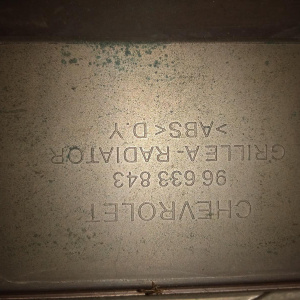 CHEVROLET
96 633 843
GRILLE A-RADIATOR
>ABS< D.Y